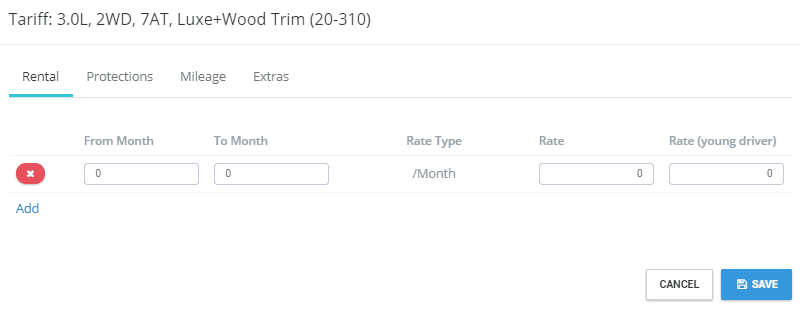 Tariff: 3.0L, 2WD, 7AT, Luxe+Wood Trim (20-310)
Rental Protections Mileage Extras
From Month To Month Rate Type Rate Rate (young driver)
0 0 /Month 0 0
Add
CANCEL SAVE